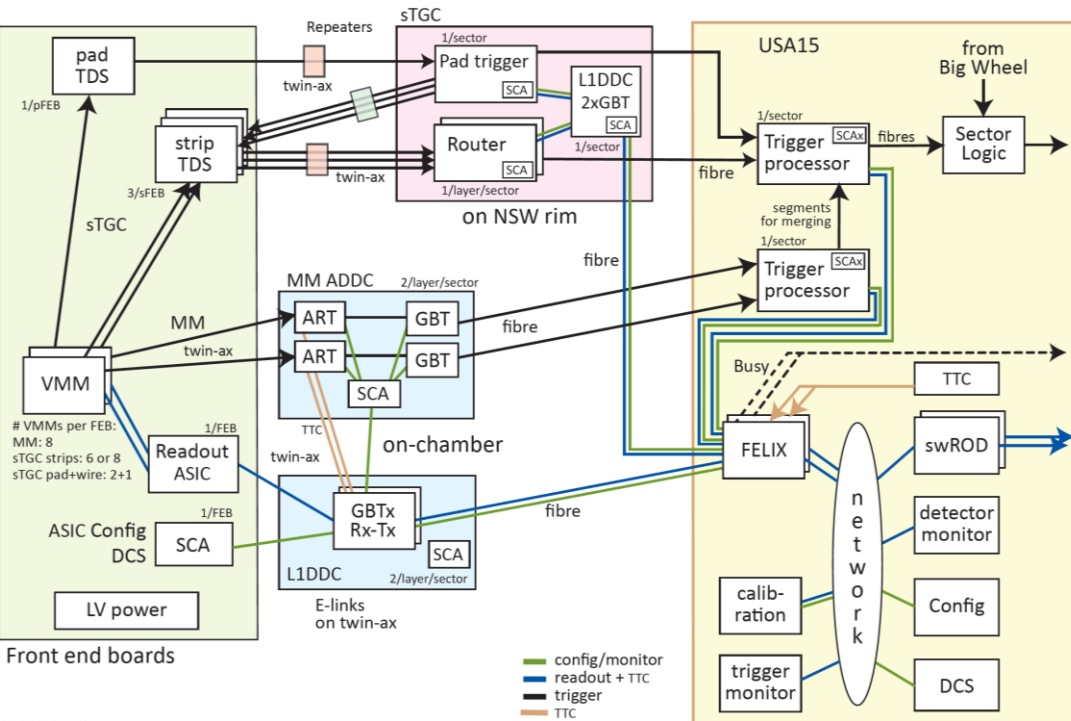 sTGC
Repeaters
1/sector
USA15
from
Big Wheel
pad
TDS
Pad trigger
SCA
twin-ax
1/pFEB
L1DDC
2xGBT
SCA
1/sector
1/sector
Trigger
processor
SCAx
fibres
Sector
Logic
strip
TDS
Router
SCA
twin-ax
fibre
3/sFEB
1/layer/sector
on NSW rim
sTGC
segments
for merging
1/sector
Trigger
processor
SCAx
fibre
MM ADDC
2/layer/sector
MM
ART
GBT
fibre
twin-ax
ART
GBT
VMM
SCA
Busy
TTC
# VMMs per FEB:
MM: 8
sTGC strips: 6 or 8
sTGC pad+wire: 2+1
1/FEB
Readout
ASIC
TTC
twin-ax
on-chamber
FELIX
swROD
network
GBTx
Rx-Tx
fibre
detector
monitor
1/FEB
ASIC Config
DCS
SCA
SCA
2/layer/sector
L1DDC
calib-
ration
Config
LV power
E-links
on twin-ax
trigger
monitor
DCS
Front end boards
config/monitor
readout + TTC
trigger
TTC